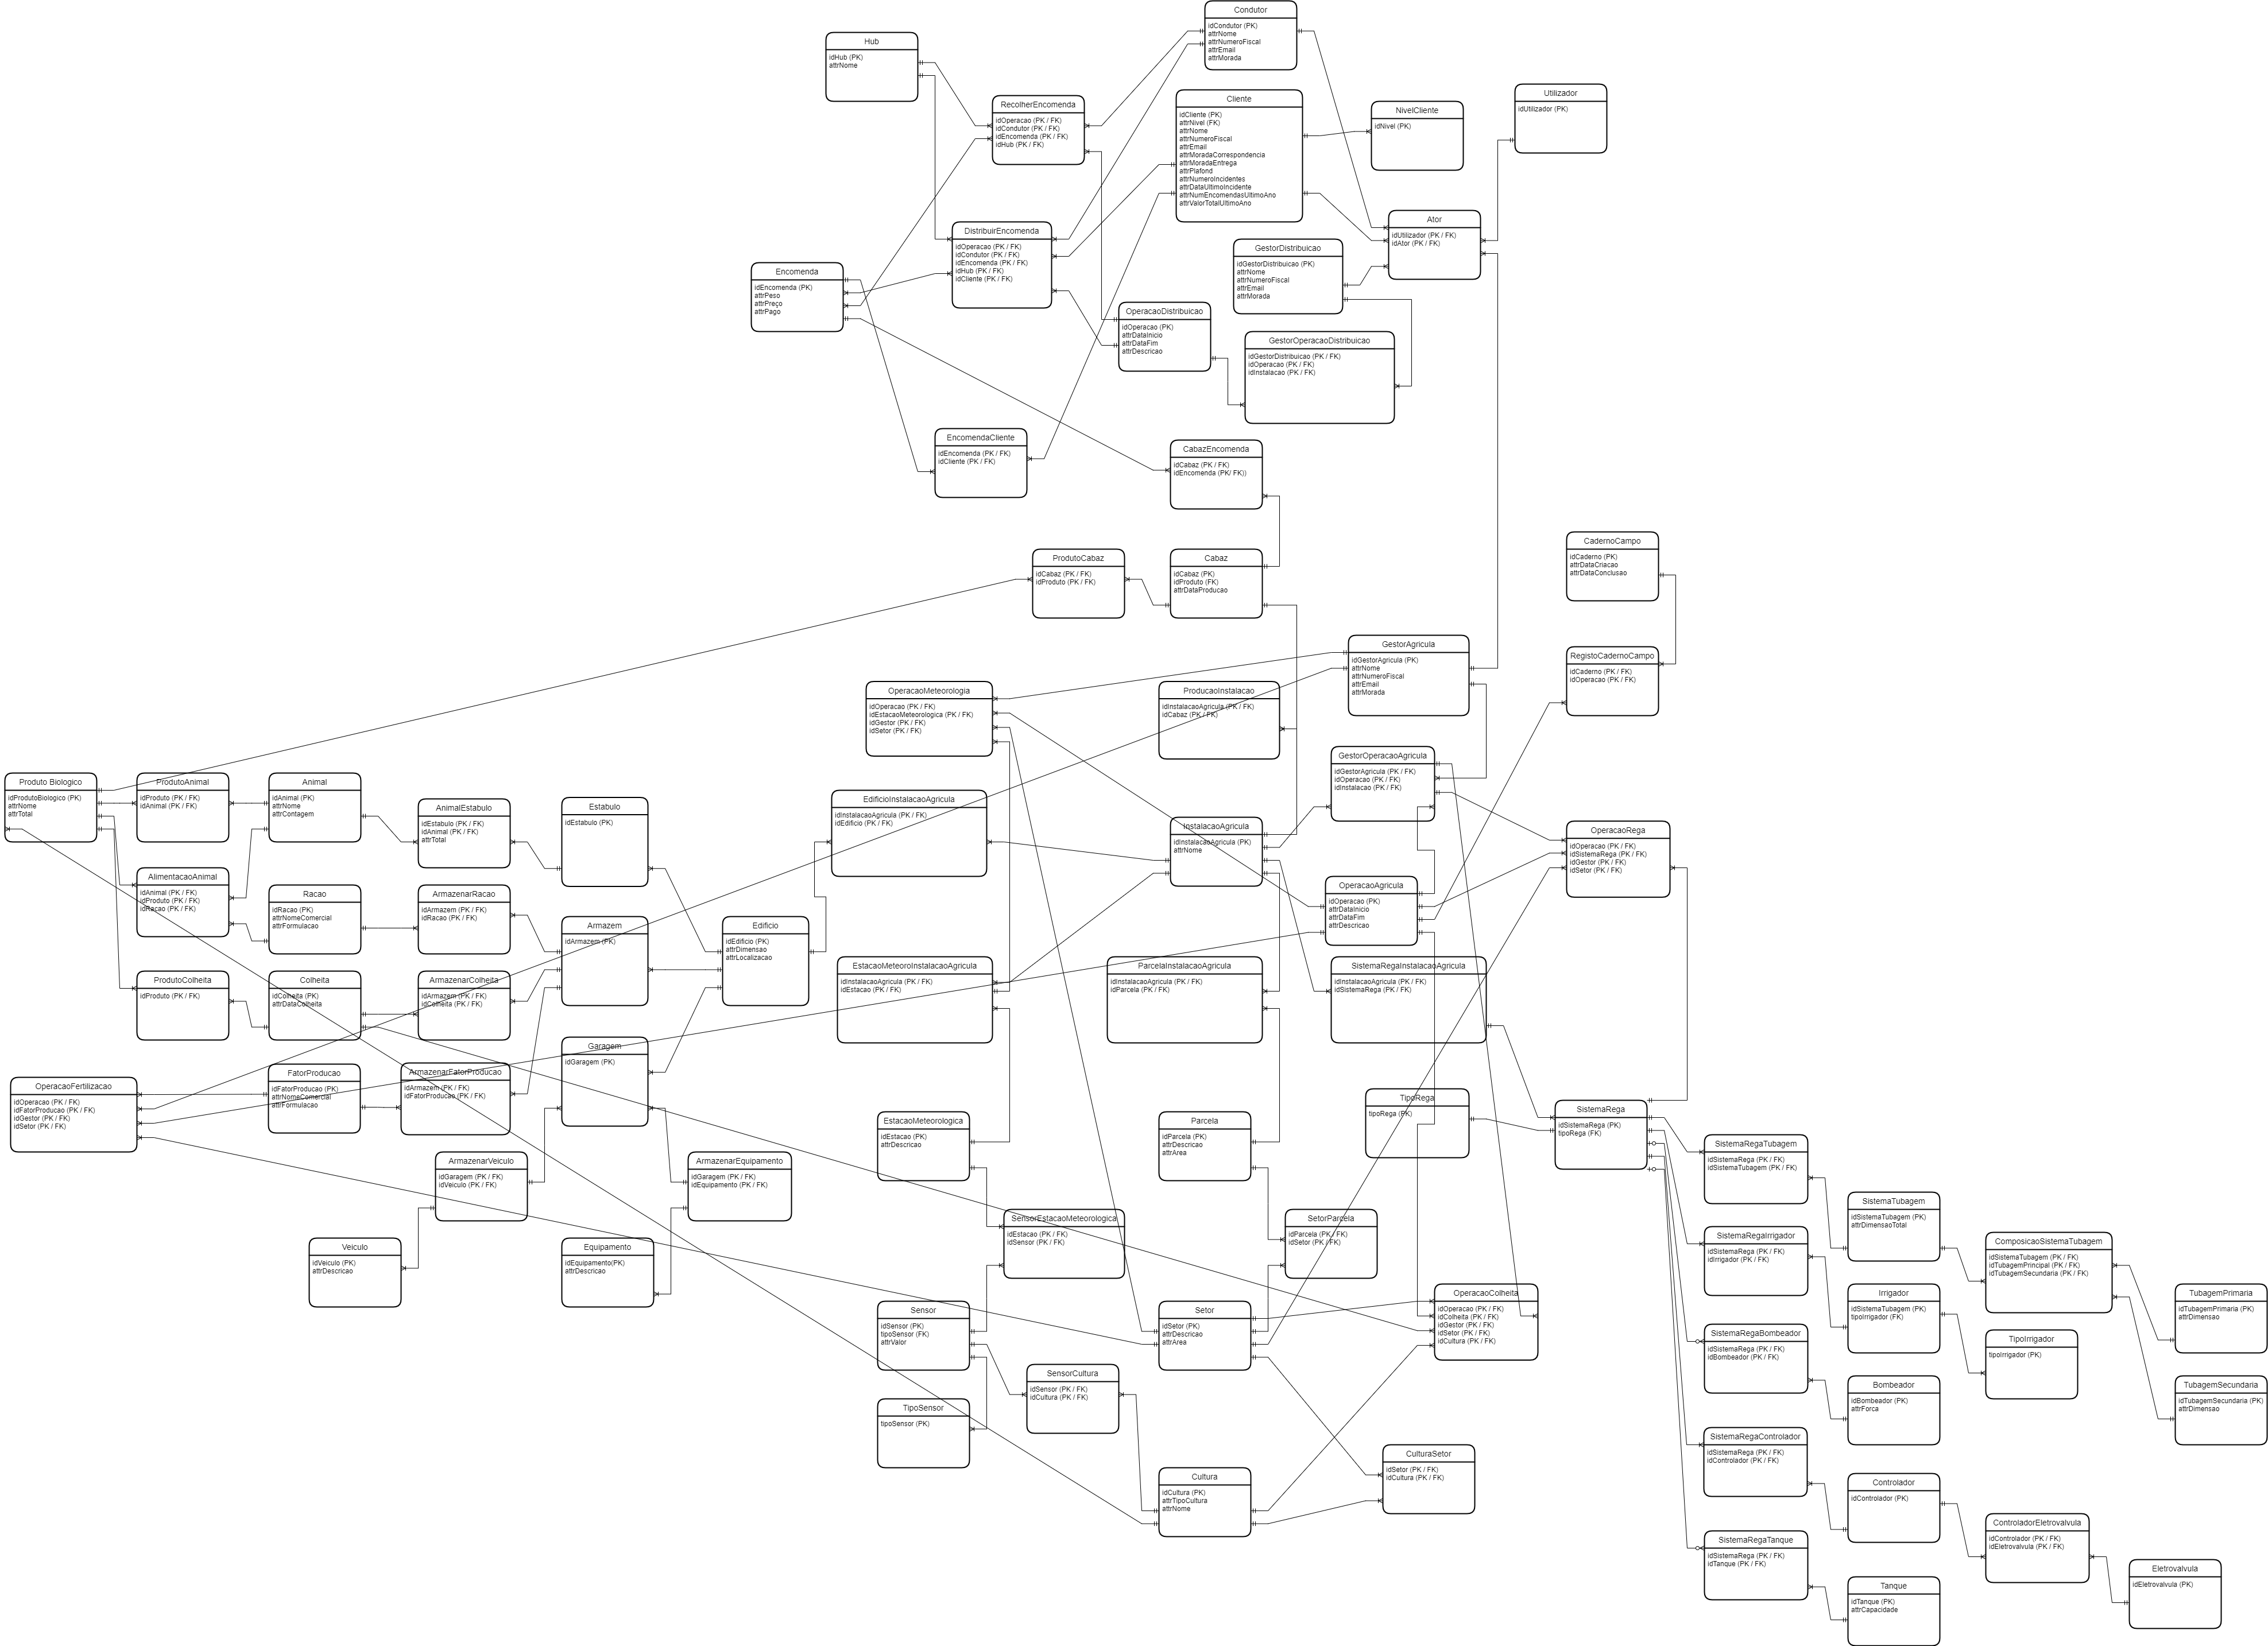 Condutor
idCondutor (PK)
attrNome
attrNumeroFiscal
attrEmail
attrMorada
Hub
idHub (PK)
attrNome
Utilizador
idUtilizador (PK)
RecolherEncomenda
idOperacao (PK / FK)
idCondutor (PK / FK)
idEncomenda (PK / FK)
idHub (PK / FK)
Cliente
idCliente (PK)
attrNivel (FK)
attrNome
attrNumeroFiscal
attrEmail
attrMoradaCorrespondencia
attrMoradaEntrega
attrPlafond
attrNumeroIncidentes
attrDataUltimoIncidente
attrNumEncomendasUltimoAno
attrValorTotalUltimoAno
NivelCliente
idNivel (PK)
Ator
idUtilizador (PK / FK)
idAtor (PK / FK)
DistribuirEncomenda
idOperacao (PK / FK)
idCondutor (PK / FK)
idEncomenda (PK / FK)
idHub (PK / FK)
idCliente (PK / FK)
GestorDistribuicao
idGestorDistribuicao (PK)
attrNome
attrNumeroFiscal
attrEmail
attrMorada
Encomenda
idEncomenda (PK)
attrPeso
attrPreço
attrPago
OperacaoDistribuicao
idOperacao (PK)
attrDataInicio
attrDataFim
attrDescricao
GestorOperacaoDistribuicao
idGestorDistribuicao (PK / FK)
idOperacao (PK / FK)
idInstalacao (PK / FK)
EncomendaCliente
idEncomenda (PK / FK)
idCliente (PK / FK)
CabazEncomenda
idCabaz (PK / FK)
idEncomenda (PK/ FK))
CadernoCampo
idCaderno (PK)
attrDataCriacao
attrDataConclusao
ProdutoCabaz
idCabaz (PK / FK)
idProduto (PK / FK)
Cabaz
idCabaz (PK)
idProduto (FK)
attrDataProducao
GestorAgricula
idGestorAgricula (PK)
attrNome
attrNumeroFiscal
attrEmail
attrMorada
RegistoCadernoCampo
idCaderno (PK / FK)
idOperacao (PK / FK)
OperacaoMeteorologia
idOperacao (PK / FK)
idEstacaoMeteorologica (PK / FK)
idGestor (PK / FK)
idSetor (PK / FK)
ProducaoInstalacao
idInstalacaoAgricula (PK / FK)
idCabaz (PK / FK)
GestorOperacaoAgricula
idGestorAgricula (PK / FK)
idOperacao (PK / FK)
idInstalacao (PK / FK)
Produto Biologico
idProdutoBiologico (PK)
attrNome
attrTotal
ProdutoAnimal
idProduto (PK / FK)
idAnimal (PK / FK)
Animal
idAnimal (PK)
attrNome
attrContagem
AnimalEstabulo
idEstabulo (PK / FK)
idAnimal (PK / FK)
attrTotal
Estabulo
idEstabulo (PK)
EdificioInstalacaoAgricula
idInstalacaoAgricula (PK / FK)
idEdificio (PK / FK)
InstalacaoAgricula
idInstalacaoAgricula (PK)
attrNome
OperacaoRega
idOperacao (PK / FK)
idSistemaRega (PK / FK)
idGestor (PK / FK)
idSetor (PK / FK)
AlimentacaoAnimal
idAnimal (PK / FK)
idProduto (PK / FK)
idRacao (PK / FK)
Racao
idRacao (PK)
attrNomeComercial
attrFormulacao
ArmazenarRacao
idArmazem (PK / FK)
idRacao (PK / FK)
Armazem
idArmazem (PK)
Edificio
idEdificio (PK)
attrDimensao
attrLocalizacao
OperacaoAgricula
idOperacao (PK)
attrDataInicio
attrDataFim
attrDescricao
ProdutoColheita
idProduto (PK / FK)
Colheita
idColheita (PK)
attrDataColheita
ArmazenarColheita
idArmazem (PK / FK)
idColheita (PK / FK)
EstacaoMeteoroInstalacaoAgricula
idInstalacaoAgricula (PK / FK)
idEstacao (PK / FK)
ParcelaInstalacaoAgricula
idInstalacaoAgricula (PK / FK)
idParcela (PK / FK)
SistemaRegaInstalacaoAgricula
idInstalacaoAgricula (PK / FK)
idSistemaRega (PK / FK)
Garagem
idGaragem (PK)
OperacaoFertilizacao
idOperacao (PK / FK)
idFatorProducao (PK / FK)
idGestor (PK / FK)
idSetor (PK / FK)
FatorProducao
idFatorProducao (PK)
attrNomeComercial
attrFormulacao
ArmazenarFatorProducao
idArmazem (PK / FK)
idFatorProducao (PK / FK)
TipoRega
tipoRega (PK)
SistemaRega
idSistemaRega (PK)
tipoRega (FK)
EstacaoMeteorologica
idEstacao (PK)
attrDescricao
Parcela
idParcela (PK)
attrDescricao
attrArea
SistemaRegaTubagem
idSistemaRega (PK / FK)
idSistemaTubagem (PK / FK)
ArmazenarVeiculo
idGaragem (PK / FK)
idVeiculo (PK / FK)
ArmazenarEquipamento
idGaragem (PK / FK)
idEquipamento (PK / FK)
SistemaTubagem
idSistemaTubagem (PK)
attrDimensaoTotal
SensorEstacaoMeteorologica
idEstacao (PK / FK)
idSensor (PK / FK)
SetorParcela
idParcela (PK / FK)
idSetor (PK / FK)
SistemaRegaIrrigador
idSistemaRega (PK / FK)
idIrrigador (PK / FK)
ComposicaoSistemaTubagem
idSistemaTubagem (PK / FK)
idTubagemPrincipal (PK / FK)
idTubagemSecundaria (PK / FK)
Veiculo
idVeiculo (PK)
attrDescricao
Equipamento
idEquipamento(PK)
attrDescricao
Irrigador
idSistemaTubagem (PK)
tipoIrrigador (FK)
TubagemPrimaria
idTubagemPrimaria (PK)
attrDimensao
OperacaoColheita
idOperacao (PK / FK)
idColheita (PK / FK)
idGestor (PK / FK)
idSetor (PK / FK)
idCultura (PK / FK)
Sensor
idSensor (PK)
tipoSensor (FK)
attrValor
Setor
idSetor (PK)
attrDescricao
attrArea
SistemaRegaBombeador
idSistemaRega (PK / FK)
idBombeador (PK / FK)
TipoIrrigador
tipoIrrigador (PK)
SensorCultura
idSensor (PK / FK)
idCultura (PK / FK)
Bombeador
idBombeador (PK)
attrForca
TubagemSecundaria
idTubagemSecundaria (PK)
attrDimensao
TipoSensor
tipoSensor (PK)
SistemaRegaControlador
idSistemaRega (PK / FK)
idControlador (PK / FK)
CulturaSetor
idSetor (PK / FK)
idCultura (PK / FK)
Cultura
idCultura (PK)
attrTipoCultura
attrNome
Controlador
idControlador (PK)
ControladorEletrovalvula
idControlador (PK / FK)
idEletrovalvula (PK / FK)
SistemaRegaTanque
idSistemaRega (PK / FK)
idTanque (PK / FK)
Eletrovalvula
idEletrovalvula (PK)
Tanque
idTanque (PK)
attrCapacidade